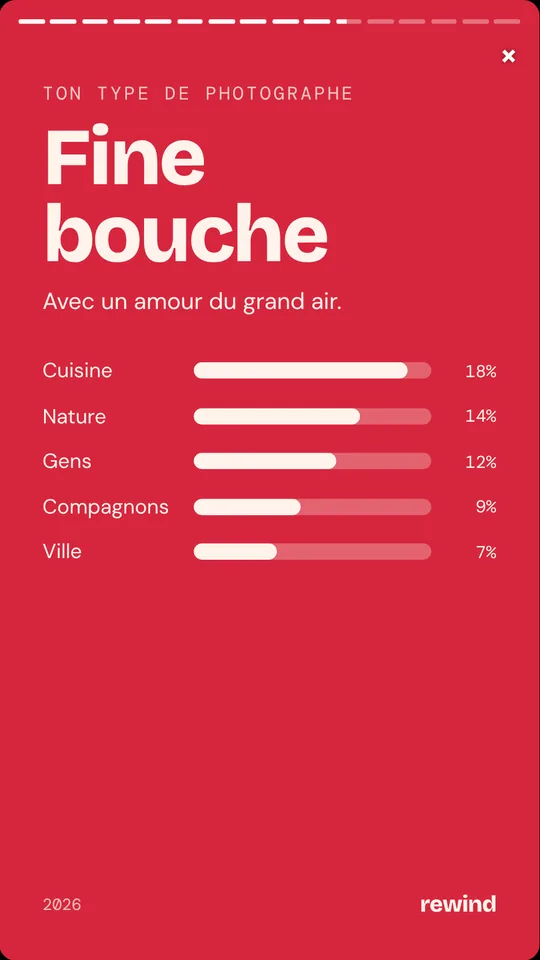 TON TYPE DE PHOTOGRAPHE
Fine
bouche
Avec un amour du grand air.
Cuisine 18%
Nature 14%
Gens 12%
Compagnons 9%
Ville 7%
2026 rewind